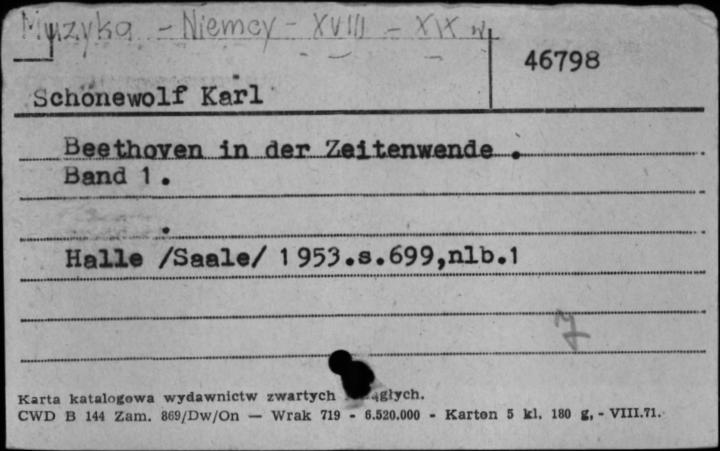 Muzyka - Niemcy - XVIII - XIX w.
46798
Schönewolf Karl
Beethoven in der Zeitenwende .
Band 1 .
Halle /Saale/ 1953.s.699,nlb.1
Karta katalogowa wydawnictw zwartych
CWD B 144 Zam. 869/Dw/On — Wrak 719 - 6.520.000 - Karton 5 kl. 180 g, - VIII.71.